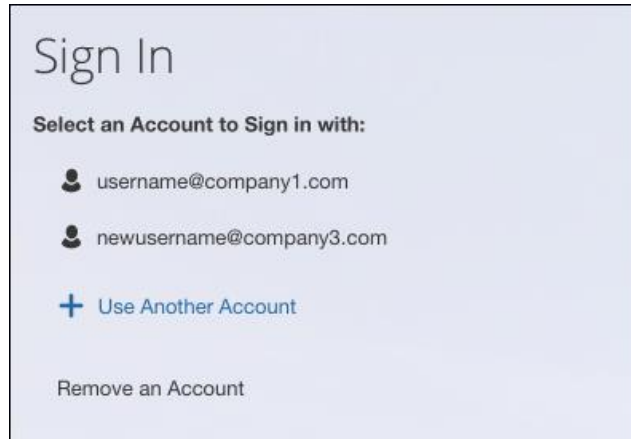 Sign In
Select an Account to Sign in with:
username@company1.com
newusername@company3.com
Use Another Account
Remove an Account